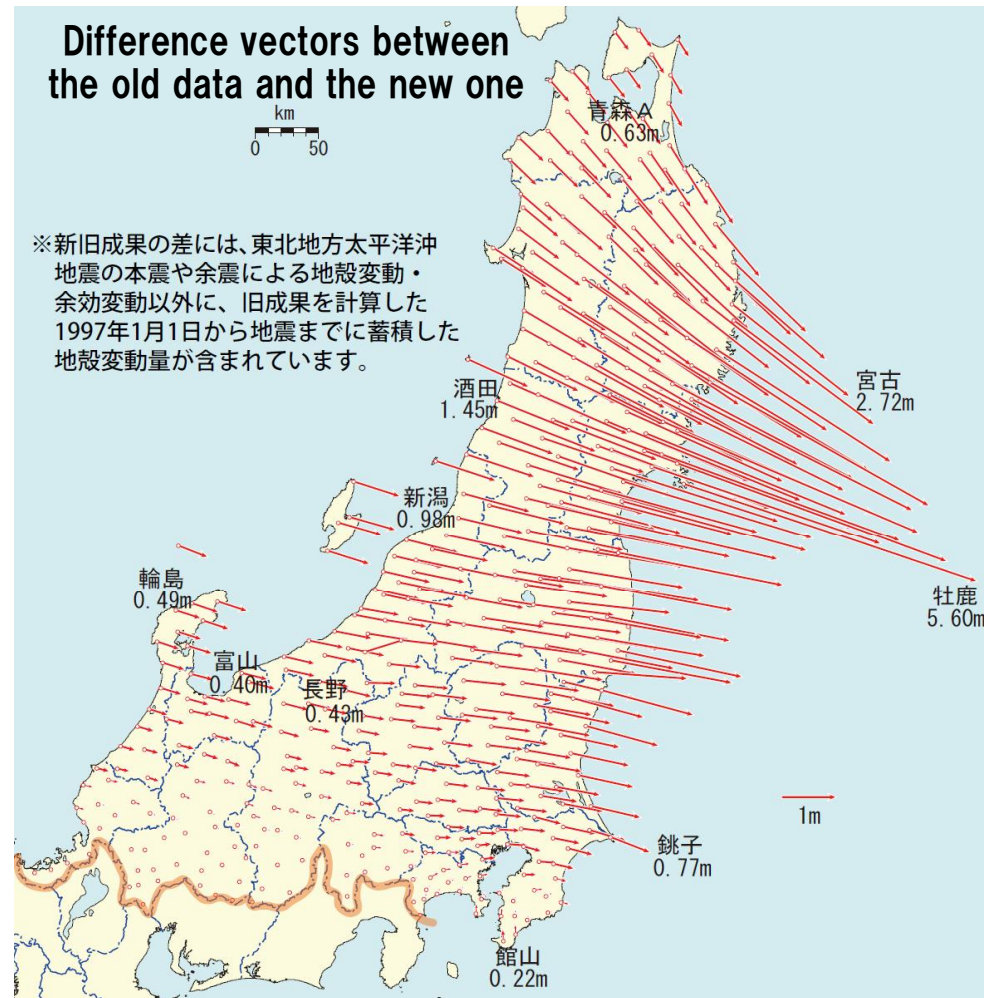 Difference vectors between
the old data and the new one
km
0 50
※新旧成果の差には、東北地方太平洋沖
地震の本震や余震による地殻変動・
余効変動以外に、旧成果を計算した
1997年1月1日から地震までに蓄積した
地殻変動量が含まれています。
青森A
0.63m
宮古
2.72m
酒田
1.45m
新潟
0.98m
輪島
0.49m
牡鹿
5.60m
富山
0.40m
長野
0.43m
1m
銚子
0.77m
館山
0.22m